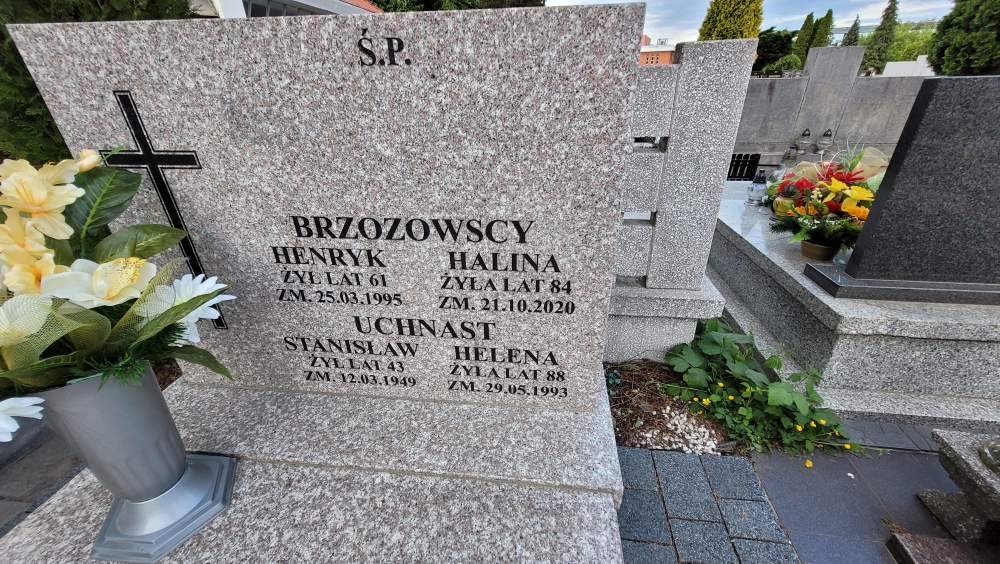 Ś.P.
BRZOZOWSCY
HENRYK HALINA
ŻYŁ LAT 61 ŻYŁA LAT 84
ZM. 25.03.1995 ZM. 21.10.2020
UCHNAST
STANISŁAW HELENA
ŻYŁ LAT 43 ŻYŁA LAT 88
ZM. 12.03.1949 ZM. 29.05.1993